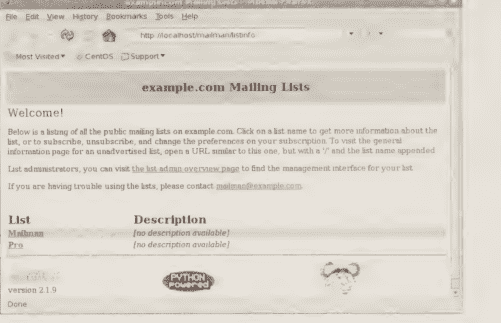 File Edit View History Bookmarks Tools Help
http://localhost/mailman/listinfo
Most Visited CentOS Support
example.com Mailing Lists
Welcome!
Below is a listing of all the public mailing lists on example.com. Click on a list name to get more information about the
list, or to subscribe, unsubscribe, and change the preferences on your subscription. To visit the general
information page for an unadvertised list, open a URL similar to this one, but with a '/' and the list name appended
List administrators, you can visit the list admin overview page to find the management interface for your list
If you are having trouble using the lists, please contact mailman@example.com.
List Description
Mailman [no description available]
Pro [no description available]
PYTHON
Powered
version 2.1.9
Done